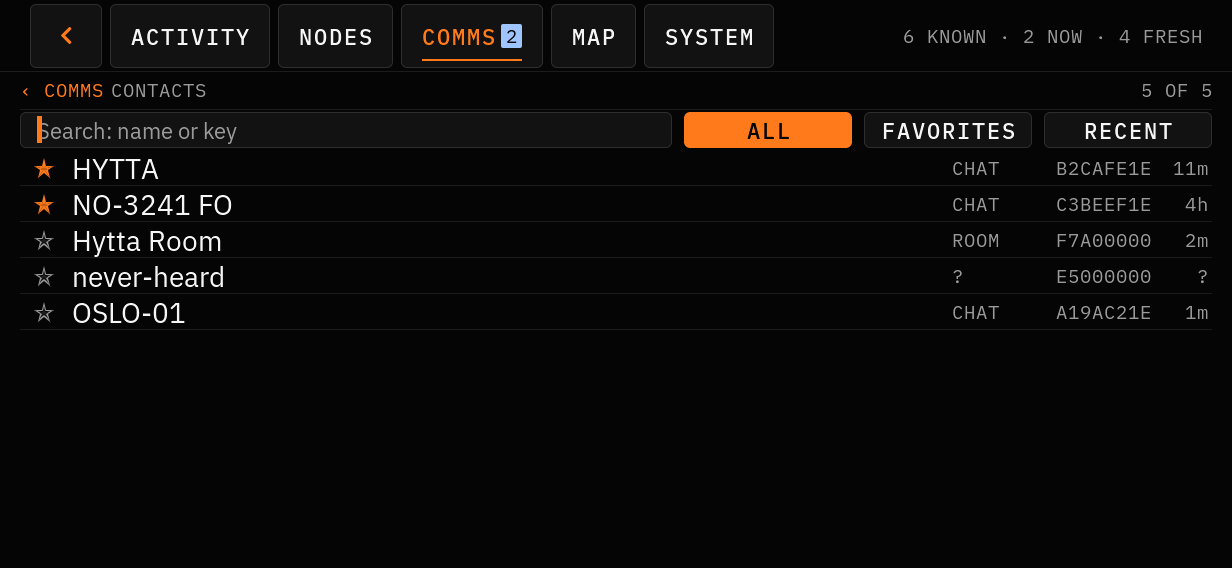 ACTIVITY NODES COMMS 2 MAP SYSTEM 6 KNOWN · 2 NOW · 4 FRESH
‹ COMMS CONTACTS 5 OF 5
Search: name or key ALL FAVORITES RECENT
★ HYTTA CHAT B2CAFE1E 11m
★ NO-3241 FO CHAT C3BEEF1E 4h
☆ Hytta Room ROOM F7A00000 2m
☆ never-heard ? E5000000 ?
☆ OSLO-01 CHAT A19AC21E 1m